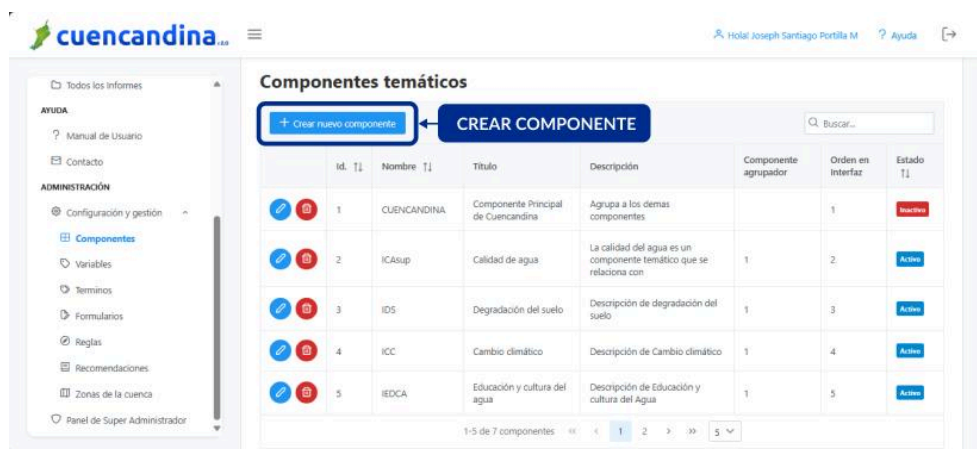 cuencandina
Hola! Joseph Santiago Portilla M
? Ayuda
Todos los Informes
AYUDA
? Manual de Usuario
Contacto
ADMINISTRACIÓN
Configuración y gestión
Componentes
Variables
Terminos
Formularios
Reglas
Recomendaciones
Zonas de la cuenca
Panel de Super Administrador
Componentes temáticos
+ Crear nuevo componente
CREAR COMPONENTE
Buscar...
Id. Nombre Título Descripción Componente agrupador Orden en Interfaz Estado
1 CUENCANDINA Componente Principal de Cuencandina Agrupa a los demas componentes 1 Inactivo
2 ICAsup Calidad de agua La calidad del agua es un componente temático que se relaciona con 1 2 Activo
3 IDS Degradación del suelo Descripción de degradación del suelo 1 3 Activo
4 ICC Cambio climático Descripción de Cambio climático 1 4 Activo
5 IEDCA Educación y cultura del agua Descripción de Educación y cultura del Agua 1 5 Activo
1-5 de 7 componentes « ‹ 1 2 › » 5